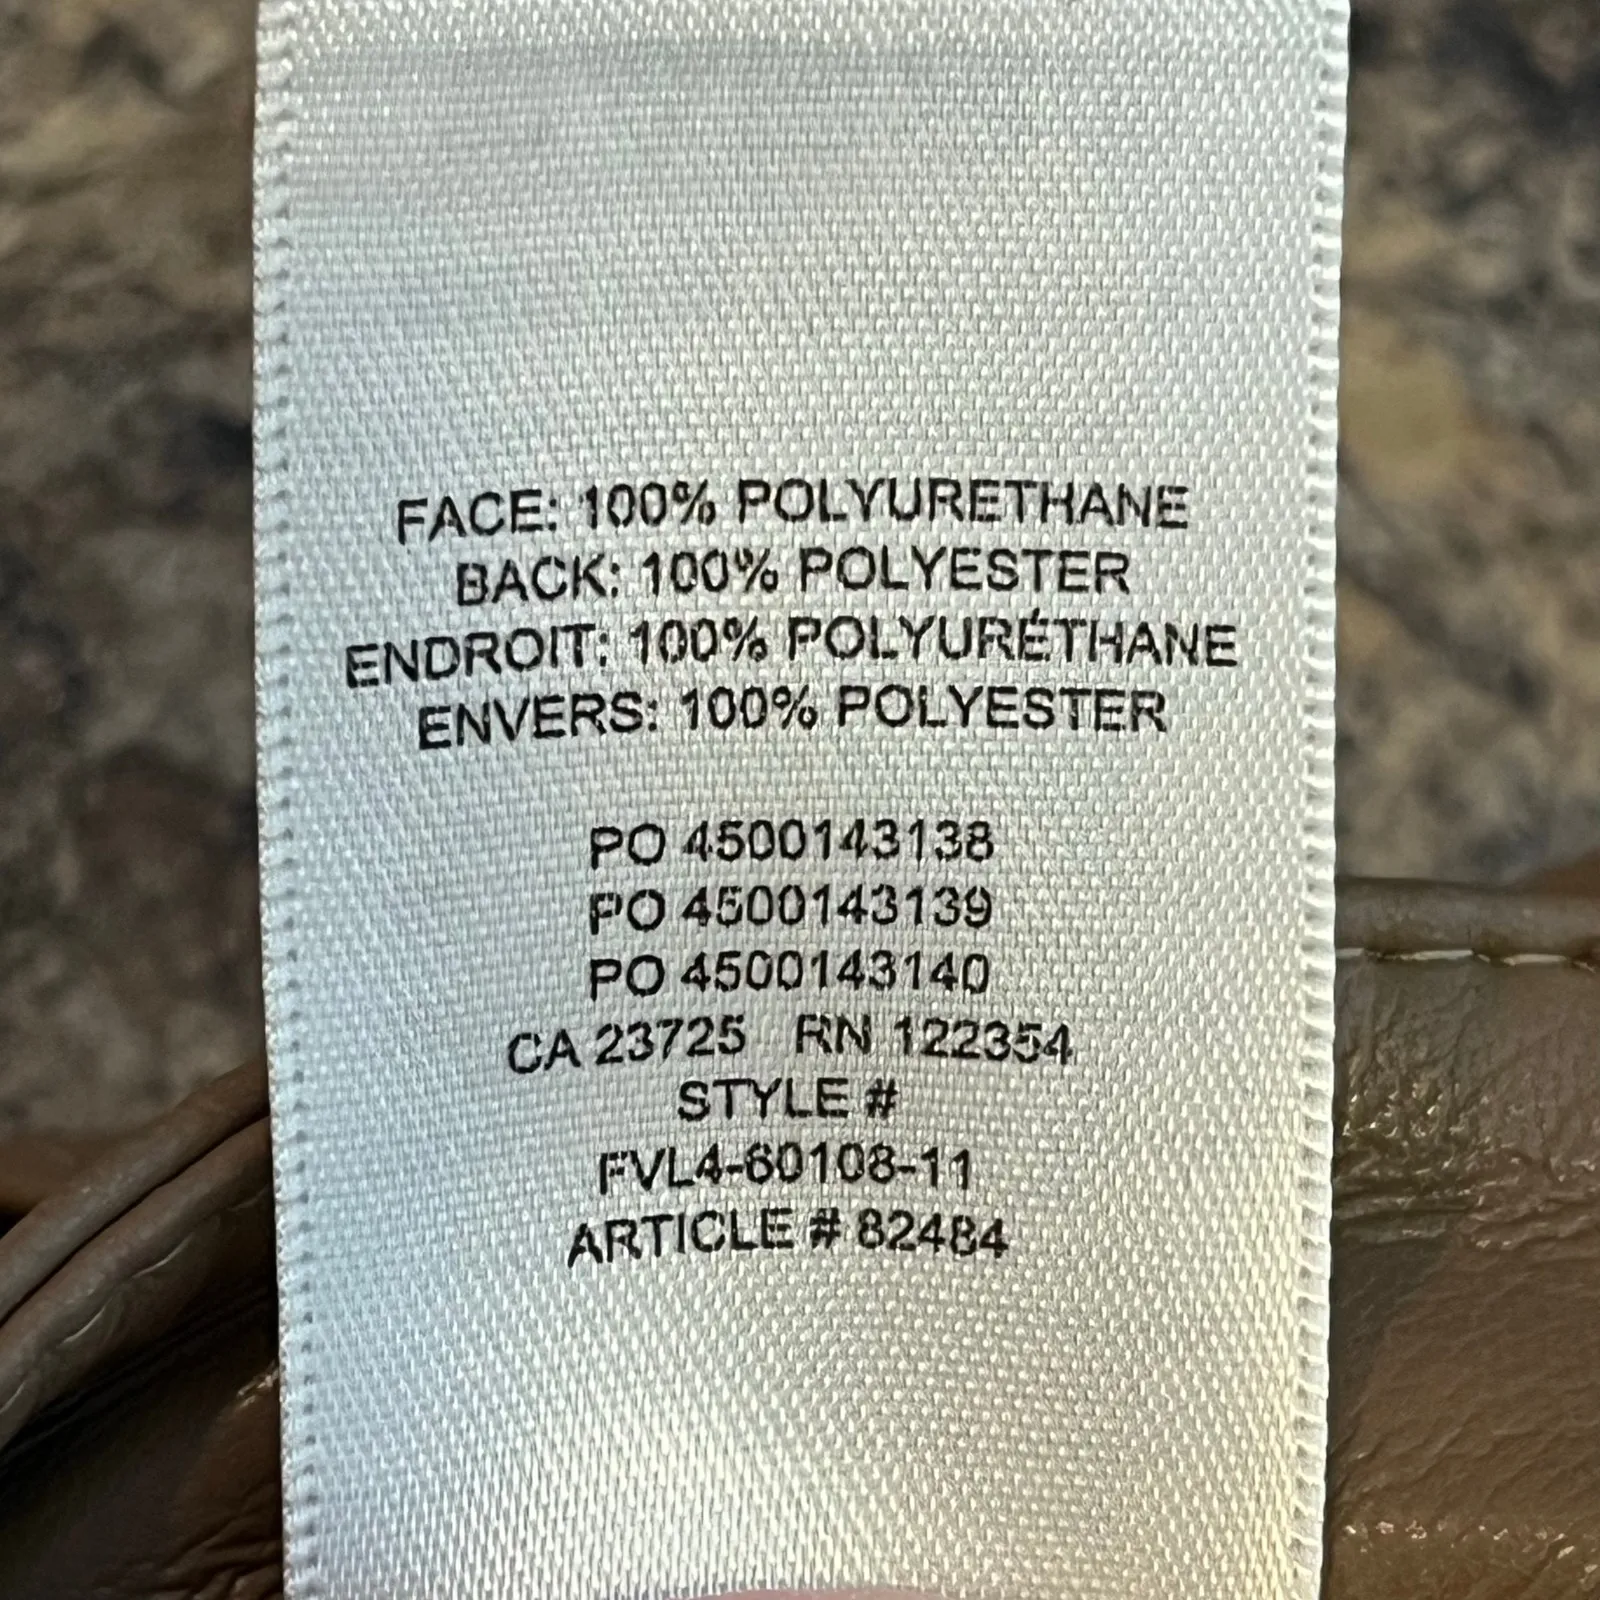 FACE: 100% POLYURETHANE
BACK: 100% POLYESTER
ENDROIT: 100% POLYURÉTHANE
ENVERS: 100% POLYESTER
PO 4500143138
PO 4500143139
PO 4500143140
CA 23725 RN 122354
STYLE #
FVL4-60108-11
ARTICLE # 82484